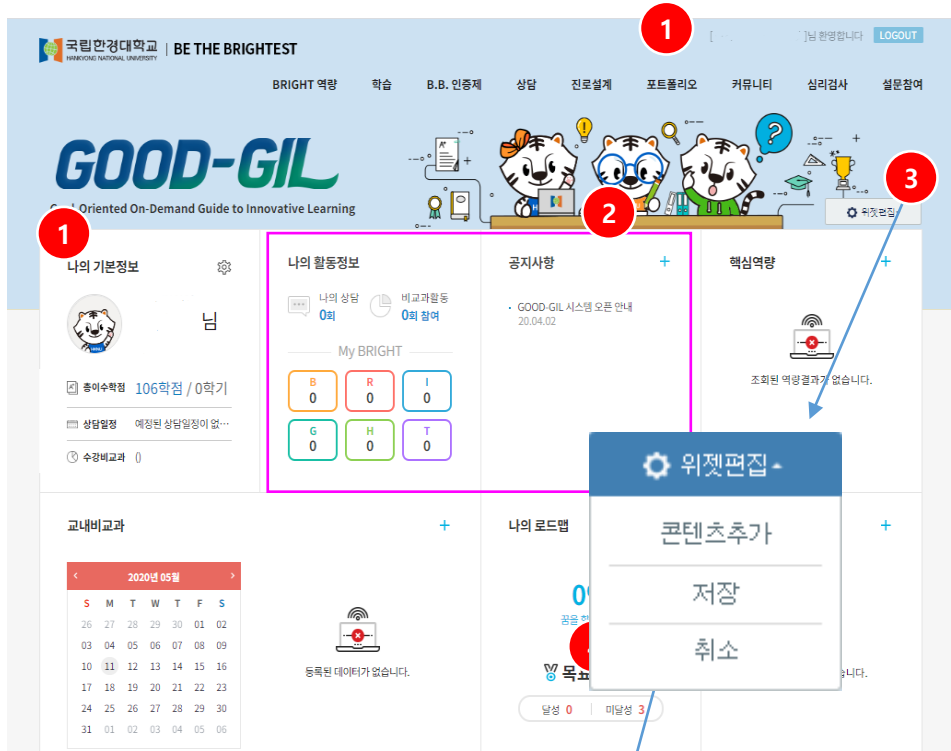 국립한경대학교 | BE THE BRIGHTEST
HANKYONG NATIONAL UNIVERSITY
1
[ ]님 환영합니다 LOGOUT
BRIGHT 역량 학습 B.B. 인증제 상담 진로설계 포트폴리오 커뮤니티 심리검사 설문참여
GOOD-GIL
Oriented On-Demand Guide to Innovative Learning
A+
?
H
2
3
위젯편집
1
나의 기본정보
님
총이수학점 106학점 / 0학기
상담일정 예정된 상담일정이 없…
수강비교과 ()
나의 활동정보
나의 상담
0회
비교과활동
0회 참여
My BRIGHT
B
0
R
0
I
0
G
0
H
0
T
0
공지사항 +
· GOOD-GIL 시스템 오픈 안내
20.04.02
핵심역량 +
조회된 역량결과가 없습니다.
위젯편집
콘텐츠추가
저장
취소
교내비교과 +
< 2020년 05월 >
S M T W T F S
26 27 28 29 30 01 02
03 04 05 06 07 08 09
10 11 12 13 14 15 16
17 18 19 20 21 22 23
24 25 26 27 28 29 30
31 01 02 03 04 05 06
등록된 데이터가 없습니다.
나의 로드맵
0
꿈을
목표
달성 0 | 미달성 3
+
니다.